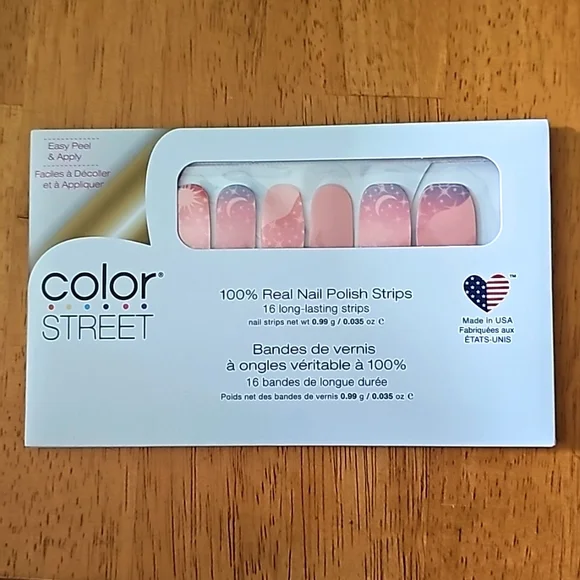 Easy Peel
& Apply
Faciles à Décoller
et à Appliquer
color®
STREET
100% Real Nail Polish Strips
16 long-lasting strips
nail strips net wt 0.99 g / 0.035 oz ℮
Bandes de vernis
à ongles véritable à 100%
16 bandes de longue durée
Poids net des bandes de vernis 0.99 g / 0.035 oz ℮
™
Made in USA
Fabriquées aux
ÉTATS-UNIS